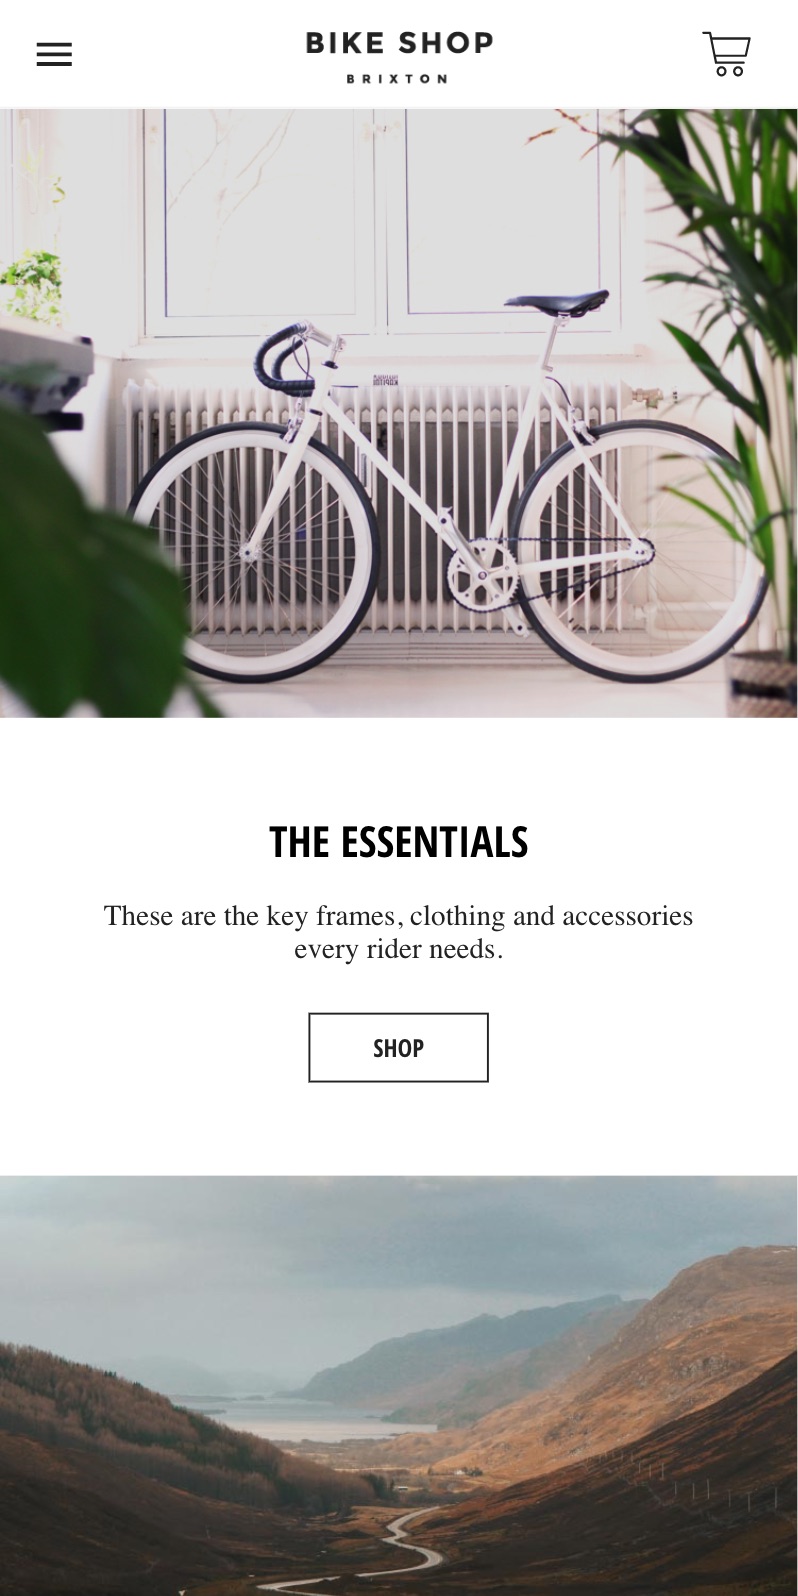 BIKE SHOP
BRIXTON
THE ESSENTIALS
These are the key frames, clothing and accessories
every rider needs.
SHOP